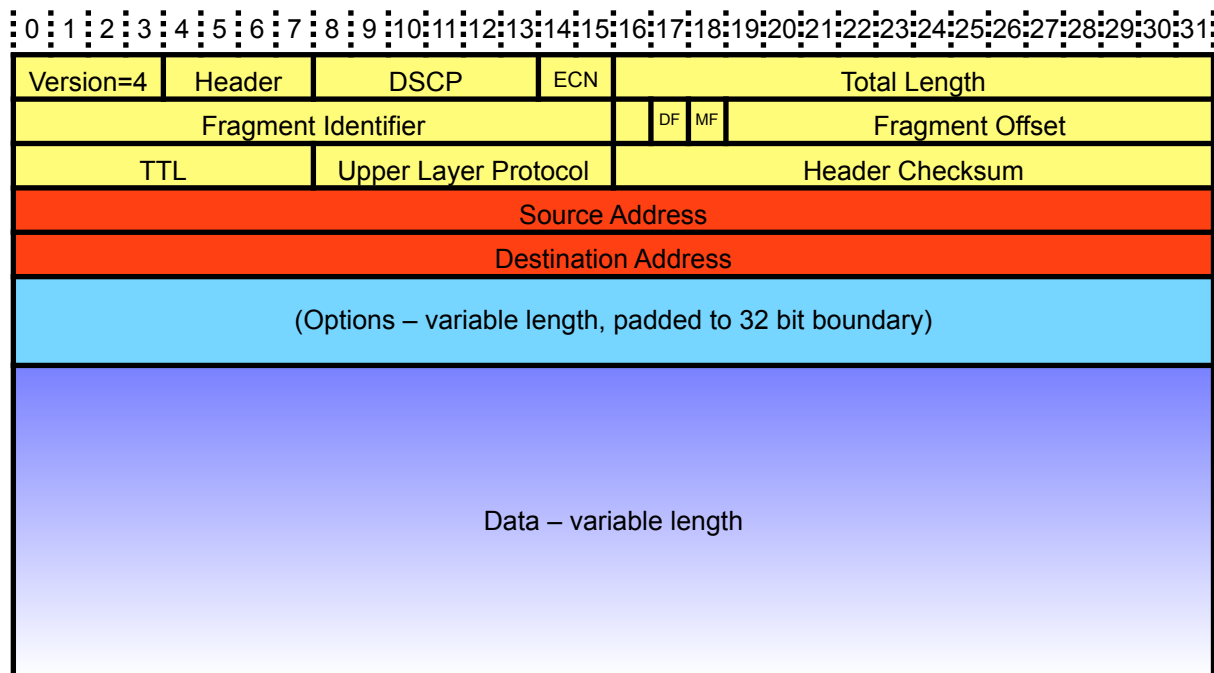 0 1 2 3 4 5 6 7 8 9 10 11 12 13 14 15 16 17 18 19 20 21 22 23 24 25 26 27 28 29 30 31
Version=4 Header DSCP ECN Total Length
Fragment Identifier DF MF Fragment Offset
TTL Upper Layer Protocol Header Checksum
Source Address
Destination Address
(Options – variable length, padded to 32 bit boundary)
Data – variable length